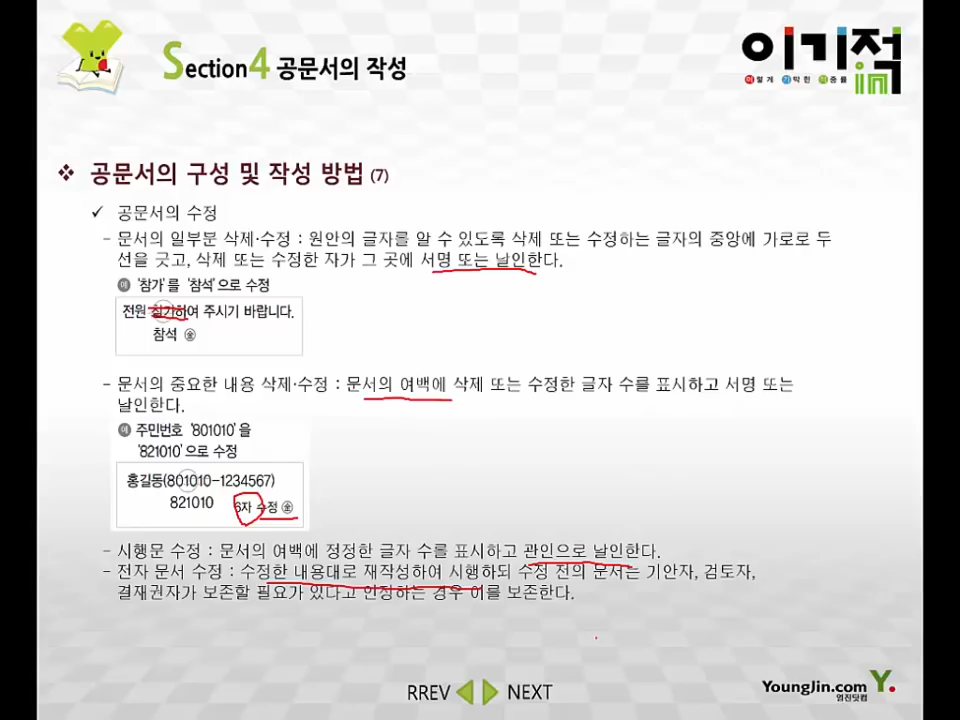 Section4 공문서의 작성
이기적in
이렇게 기막힌 적중률
❖ 공문서의 구성 및 작성 방법 (7)
✓ 공문서의 수정
- 문서의 일부분 삭제·수정 : 원안의 글자를 알 수 있도록 삭제 또는 수정하는 글자의 중앙에 가로로 두
선을 긋고, 삭제 또는 수정한 자가 그 곳에 서명 또는 날인한다.
예 '참가'를 '참석'으로 수정
전원 참가하여 주시기 바랍니다.
참석 ㊎
- 문서의 중요한 내용 삭제·수정 : 문서의 여백에 삭제 또는 수정한 글자 수를 표시하고 서명 또는
날인한다.
예 주민번호 '801010'을
'821010'으로 수정
홍길동(801010-1234567)
821010 6자 수정 ㊎
- 시행문 수정 : 문서의 여백에 정정한 글자 수를 표시하고 관인으로 날인한다.
- 전자 문서 수정 : 수정한 내용대로 재작성하여 시행하되 수정 전의 문서는 기안자, 검토자,
결재권자가 보존할 필요가 있다고 인정하는 경우 이를 보존한다.
RREV NEXT
YoungJin.com Y.
영진닷컴